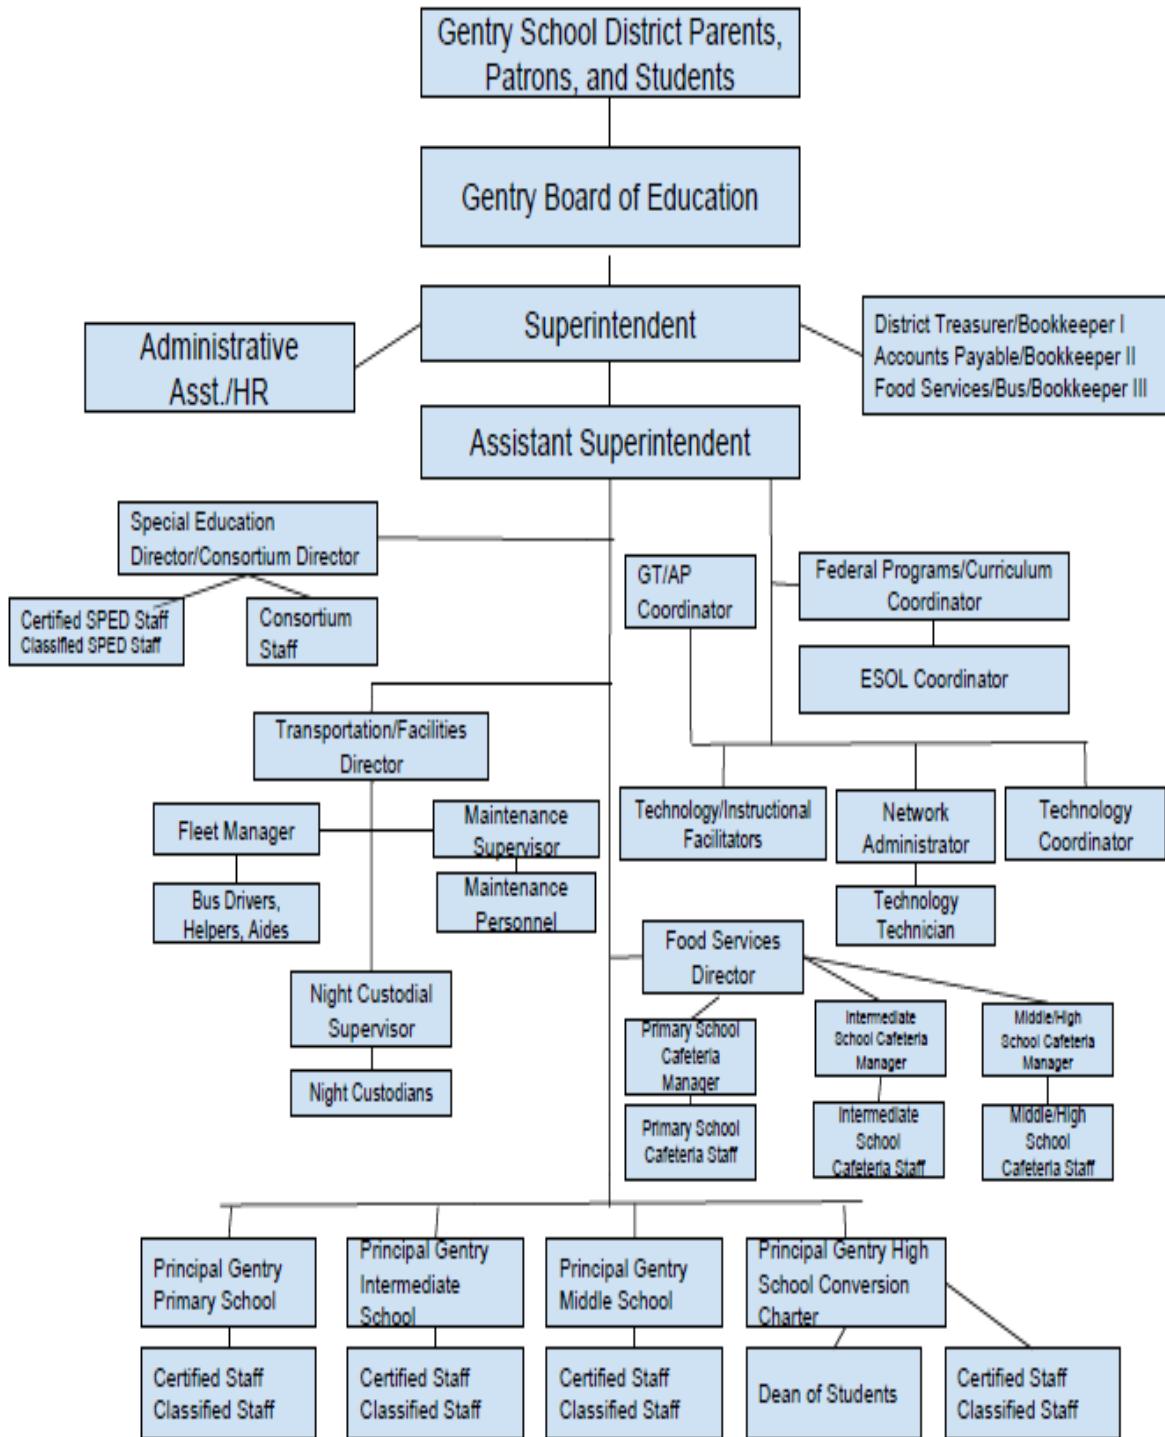 Gentry School District Parents,
Patrons, and Students
Gentry Board of Education
Superintendent
Administrative
Asst./HR
District Treasurer/Bookkeeper I
Accounts Payable/Bookkeeper II
Food Services/Bus/Bookkeeper III
Assistant Superintendent
Special Education
Director/Consortium Director
Certified SPED Staff
Classified SPED Staff
Consortium
Staff
GT/AP
Coordinator
Federal Programs/Curriculum
Coordinator
ESOL Coordinator
Transportation/Facilities
Director
Fleet Manager
Maintenance
Supervisor
Bus Drivers,
Helpers, Aides
Maintenance
Personnel
Technology/Instructional
Facilitators
Network
Administrator
Technology
Coordinator
Technology
Technician
Night Custodial
Supervisor
Night Custodians
Food Services
Director
Primary School
Cafeteria
Manager
Intermediate
School Cafeteria
Manager
Middle/High
School Cafeteria
Manager
Primary School
Cafeteria Staff
Intermediate
School
Cafeteria Staff
Middle/High
School
Cafeteria Staff
Principal Gentry
Primary School
Principal Gentry
Intermediate
School
Principal Gentry
Middle School
Principal Gentry High
School Conversion
Charter
Certified Staff
Classified Staff
Certified Staff
Classified Staff
Certified Staff
Classified Staff
Dean of Students
Certified Staff
Classified Staff